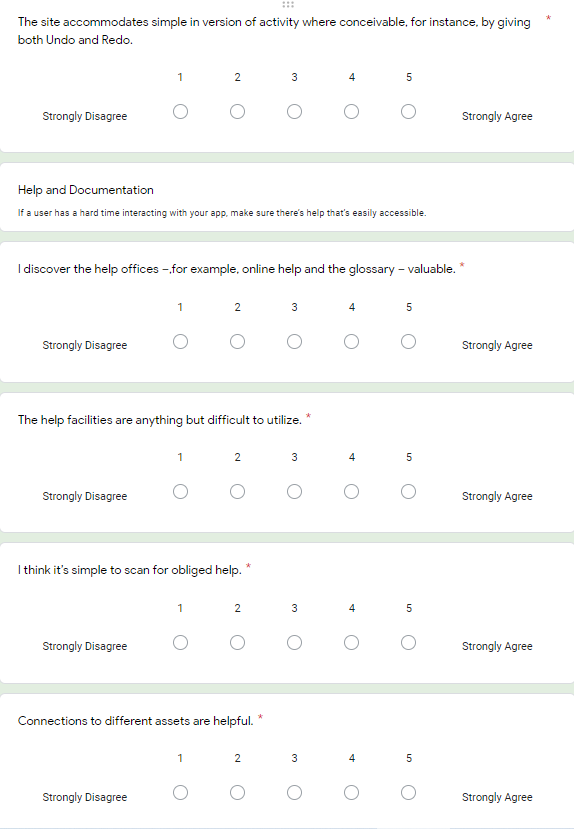 The site accommodates simple in version of activity where conceivable, for instance, by giving *
both Undo and Redo.
1 2 3 4 5
Strongly Disagree Strongly Agree
Help and Documentation
If a user has a hard time interacting with your app, make sure there's help that's easily accessible.
I discover the help offices –,for example, online help and the glossary – valuable. *
1 2 3 4 5
Strongly Disagree Strongly Agree
The help facilities are anything but difficult to utilize. *
1 2 3 4 5
Strongly Disagree Strongly Agree
I think it's simple to scan for obliged help. *
1 2 3 4 5
Strongly Disagree Strongly Agree
Connections to different assets are helpful. *
1 2 3 4 5
Strongly Disagree Strongly Agree